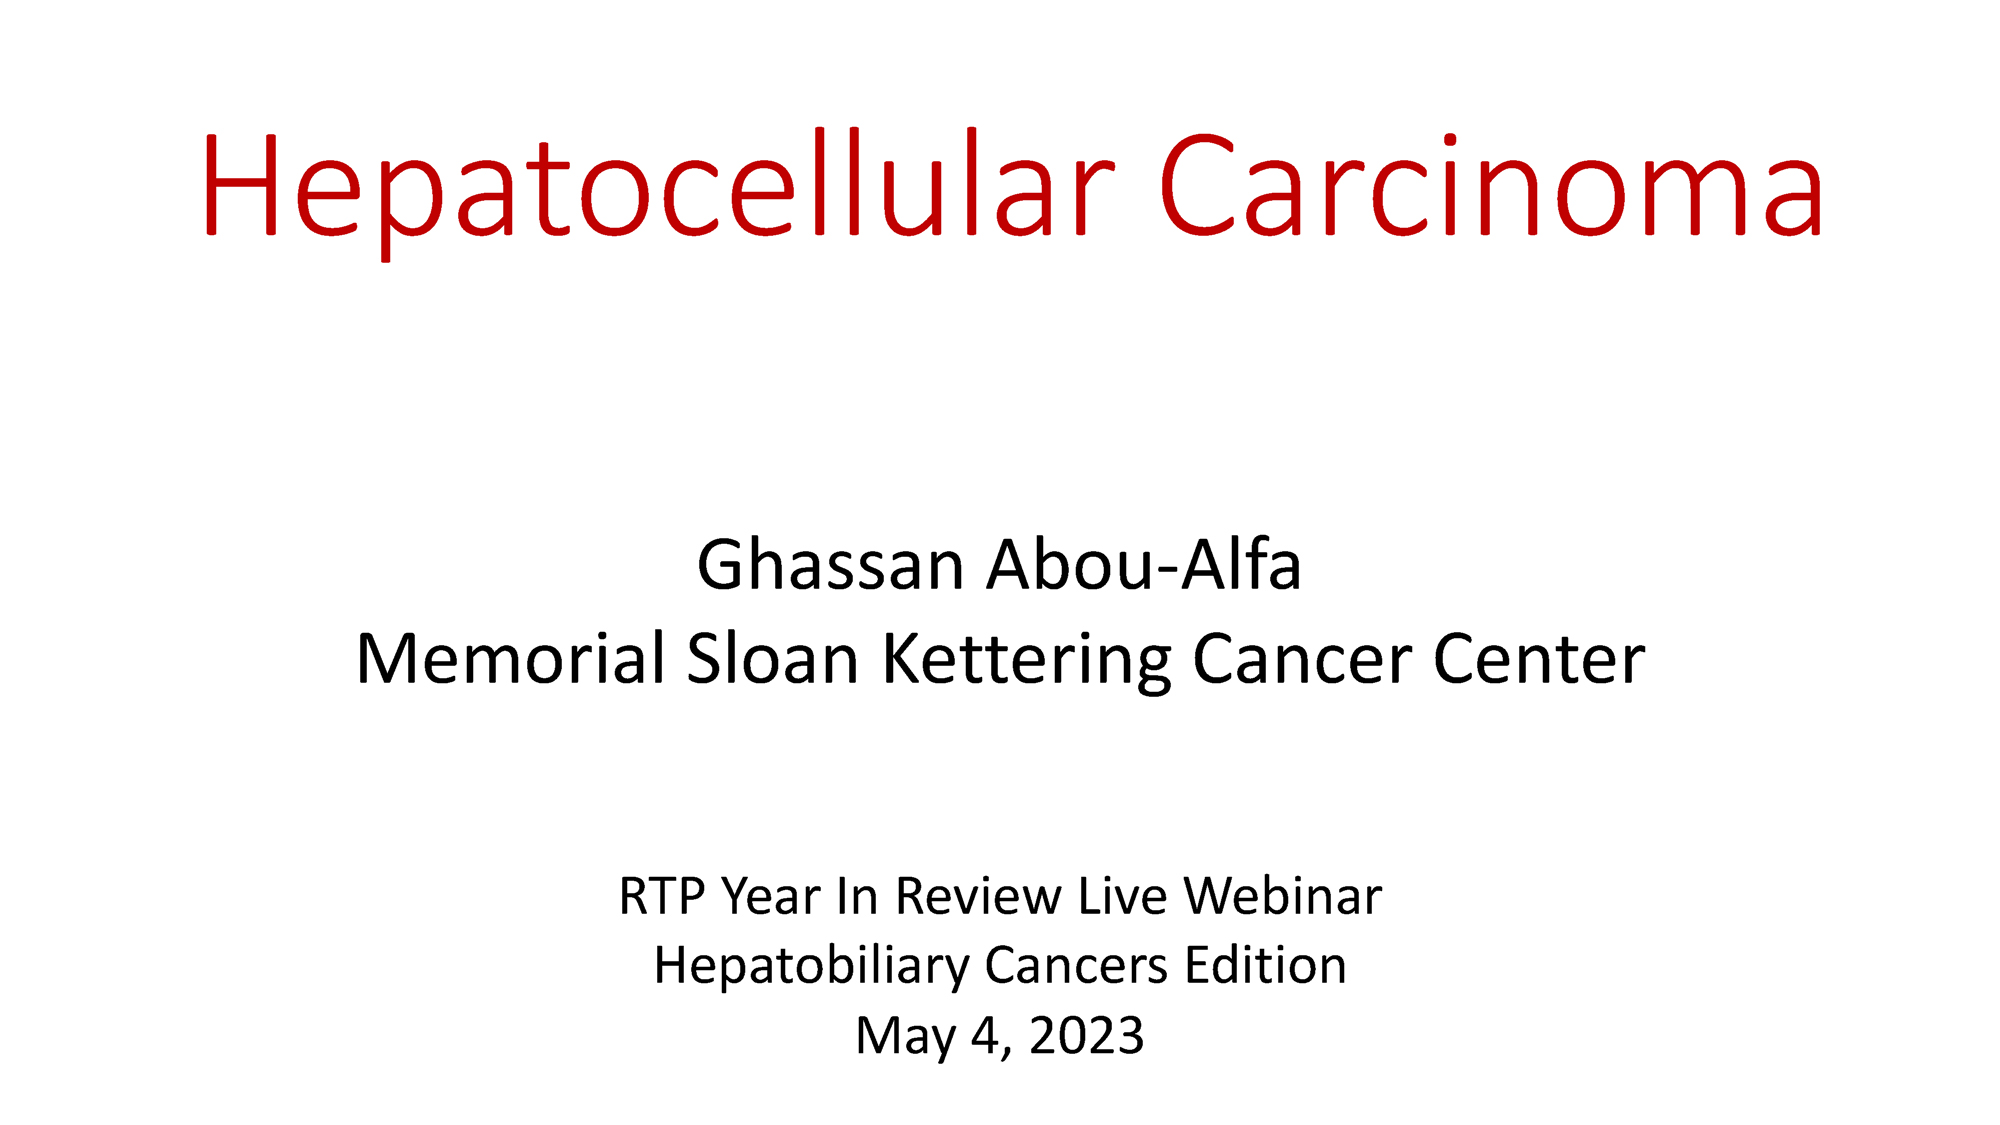 Hepatocellular Carcinoma
Ghassan Abou-Alfa
Memorial Sloan Kettering Cancer Center
RTP Year In Review Live Webinar
Hepatobiliary Cancers Edition
May 4, 2023